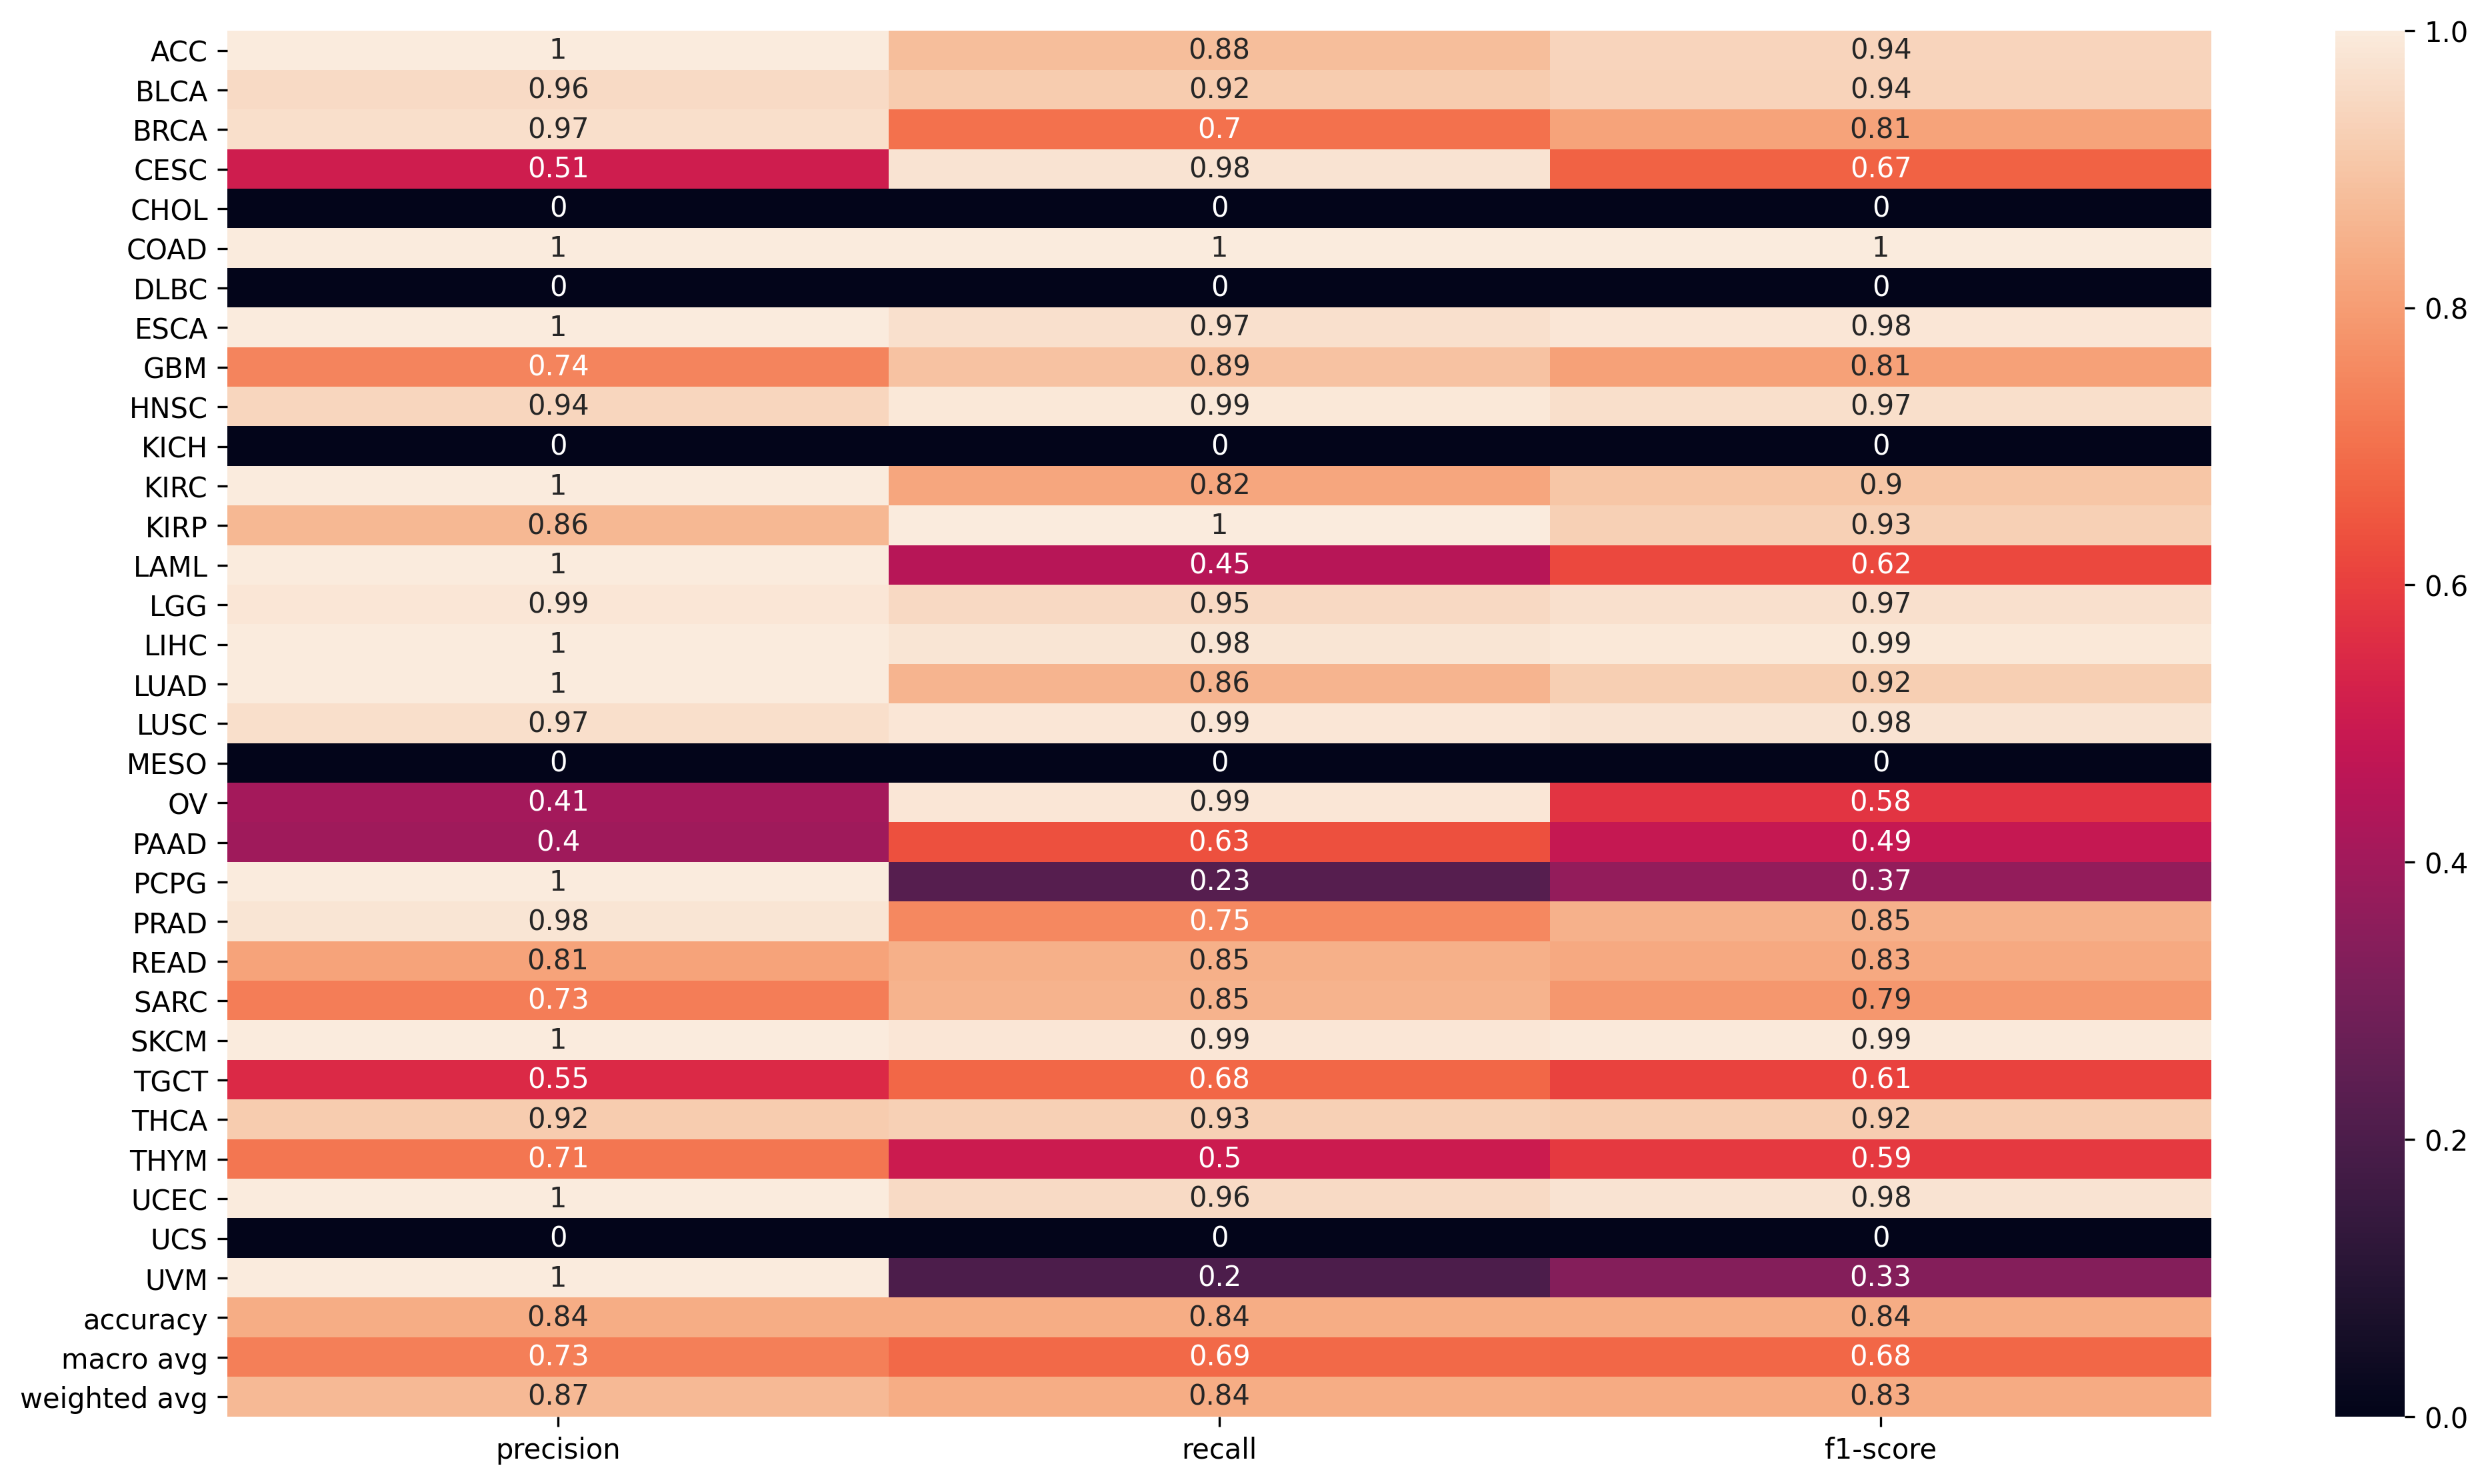 ACC 1 0.88 0.94 1.0
BLCA 0.96 0.92 0.94
BRCA 0.97 0.7 0.81
CESC 0.51 0.98 0.67
CHOL 0 0 0
COAD 1 1 1
DLBC 0 0 0 0.8
ESCA 1 0.97 0.98
GBM 0.74 0.89 0.81
HNSC 0.94 0.99 0.97
KICH 0 0 0
KIRC 1 0.82 0.9
KIRP 0.86 1 0.93
LAML 1 0.45 0.62 0.6
LGG 0.99 0.95 0.97
LIHC 1 0.98 0.99
LUAD 1 0.86 0.92
LUSC 0.97 0.99 0.98
MESO 0 0 0
OV 0.41 0.99 0.58
PAAD 0.4 0.63 0.49 0.4
PCPG 1 0.23 0.37
PRAD 0.98 0.75 0.85
READ 0.81 0.85 0.83
SARC 0.73 0.85 0.79
SKCM 1 0.99 0.99
TGCT 0.55 0.68 0.61
THCA 0.92 0.93 0.92 0.2
THYM 0.71 0.5 0.59
UCEC 1 0.96 0.98
UCS 0 0 0
UVM 1 0.2 0.33
accuracy 0.84 0.84 0.84
macro avg 0.73 0.69 0.68
weighted avg 0.87 0.84 0.83 0.0
precision recall f1-score